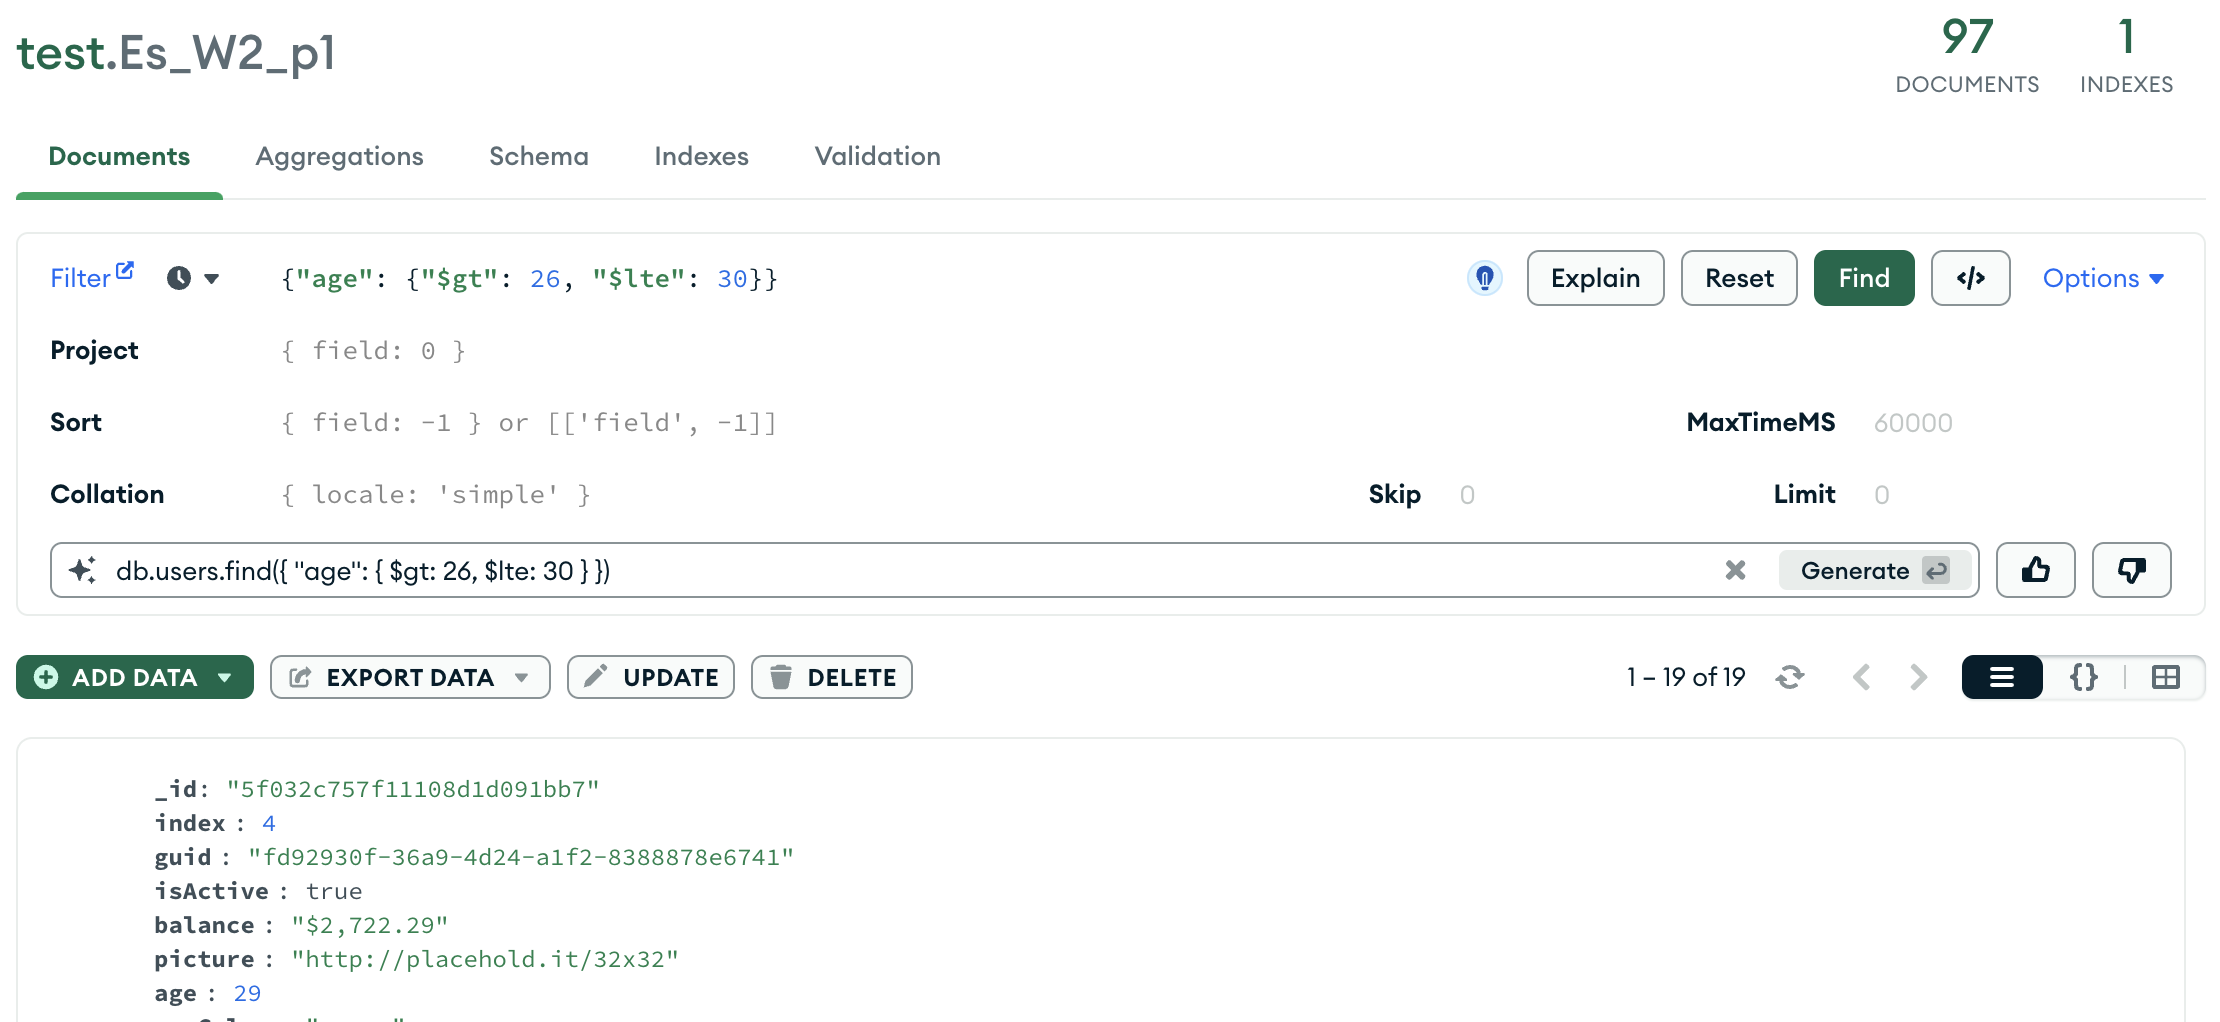 test.Es_W2_p1
97
DOCUMENTS
1
INDEXES
Documents Aggregations Schema Indexes Validation
Filter {"age": {"$gt": 26, "$lte": 30}} Explain Reset Find </> Options
Project { field: 0 }
Sort { field: -1 } or [['field', -1]] MaxTimeMS 60000
Collation { locale: 'simple' } Skip 0 Limit 0
db.users.find({ "age": { $gt: 26, $lte: 30 } }) Generate
ADD DATA EXPORT DATA UPDATE DELETE 1 – 19 of 19 {}
_id: "5f032c757f11108d1d091bb7"
index : 4
guid : "fd92930f-36a9-4d24-a1f2-8388878e6741"
isActive : true
balance : "$2,722.29"
picture : "http://placehold.it/32x32"
age : 29